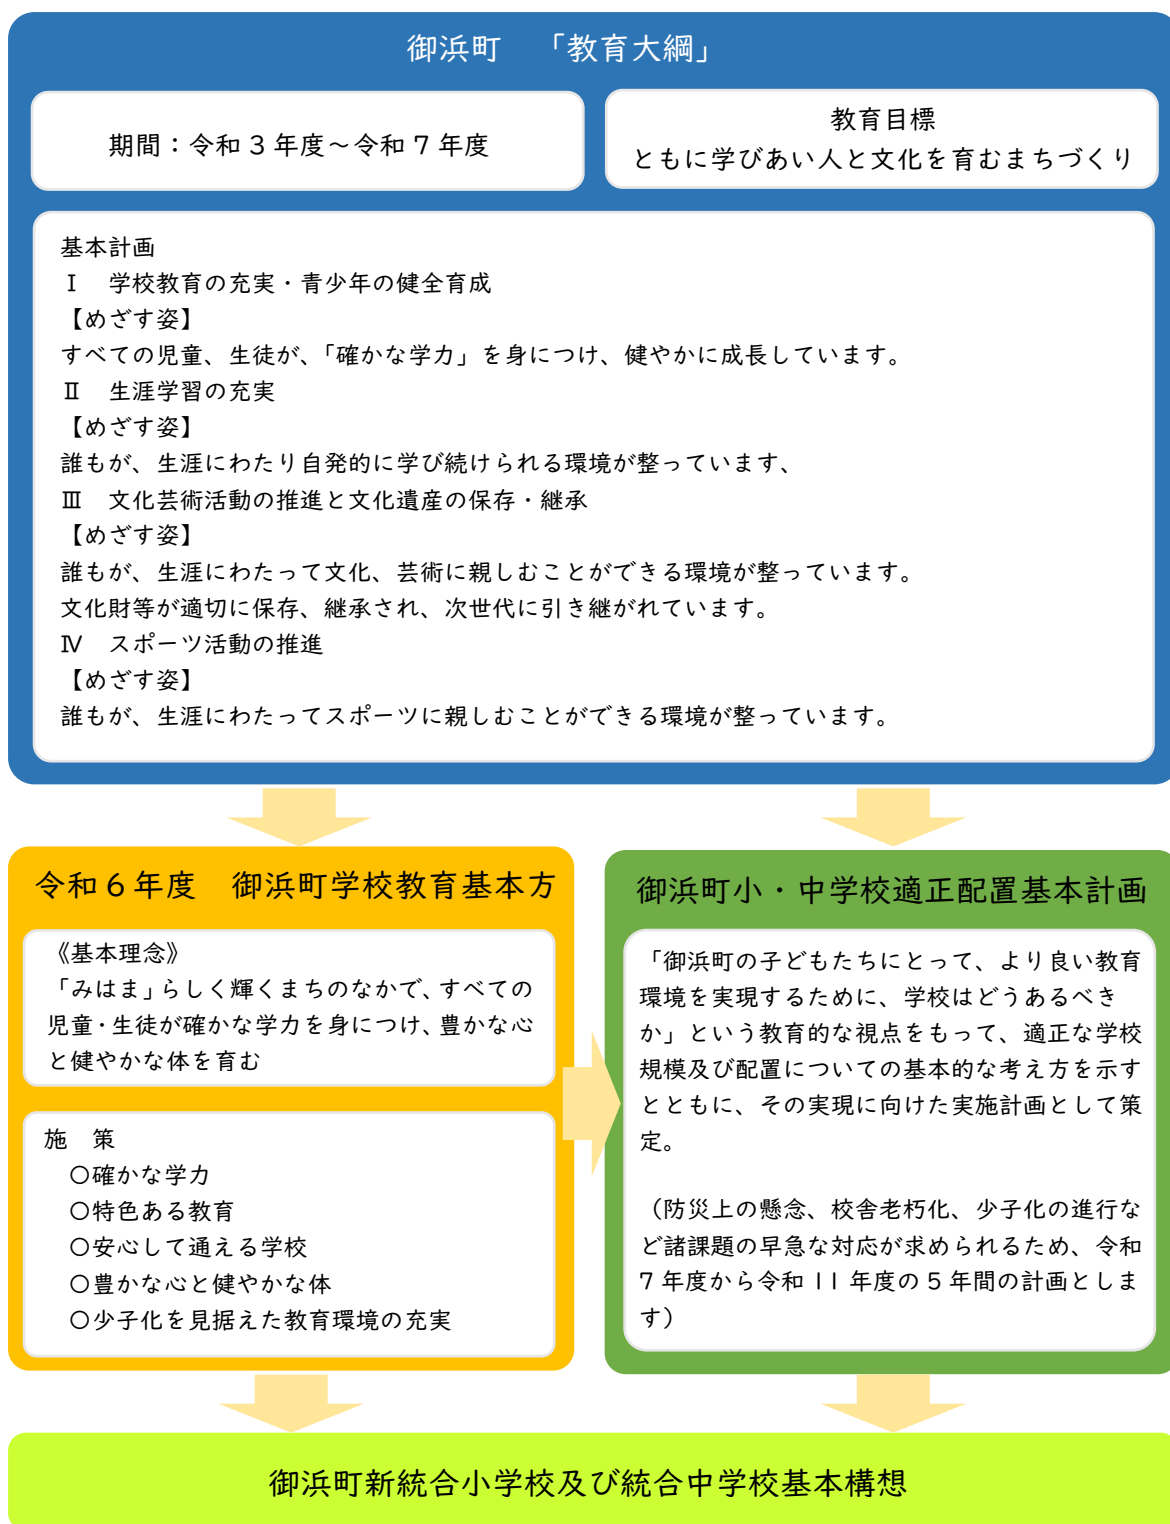 御浜町　「教育大綱」
期間：令和３年度～令和７年度
教育目標
ともに学びあい人と文化を育むまちづくり
基本計画
Ⅰ　学校教育の充実・青少年の健全育成
【めざす姿】
すべての児童、生徒が、「確かな学力」を身につけ、健やかに成長しています。
Ⅱ　生涯学習の充実
【めざす姿】
誰もが、生涯にわたり自発的に学び続けられる環境が整っています、
Ⅲ　文化芸術活動の推進と文化遺産の保存・継承
【めざす姿】
誰もが、生涯にわたって文化、芸術に親しむことができる環境が整っています。
文化財等が適切に保存、継承され、次世代に引き継がれています。
Ⅳ　スポーツ活動の推進
【めざす姿】
誰もが、生涯にわたってスポーツに親しむことができる環境が整っています。
令和６年度　御浜町学校教育基本方
《基本理念》
「みはま」らしく輝くまちのなかで、すべての
児童・生徒が確かな学力を身につけ、豊かな心
と健やかな体を育む
施　策
○確かな学力
○特色ある教育
○安心して通える学校
○豊かな心と健やかな体
○少子化を見据えた教育環境の充実
御浜町小・中学校適正配置基本計画
「御浜町の子どもたちにとって、より良い教育
環境を実現するために、学校はどうあるべき
か」という教育的な視点をもって、適正な学校
規模及び配置についての基本的な考え方を示す
とともに、その実現に向けた実施計画として策
定。
（防災上の懸念、校舎老朽化、少子化の進行な
ど諸課題の早急な対応が求められるため、令和
７年度から令和１１年度の５年間の計画としま
す）
御浜町新統合小学校及び統合中学校基本構想